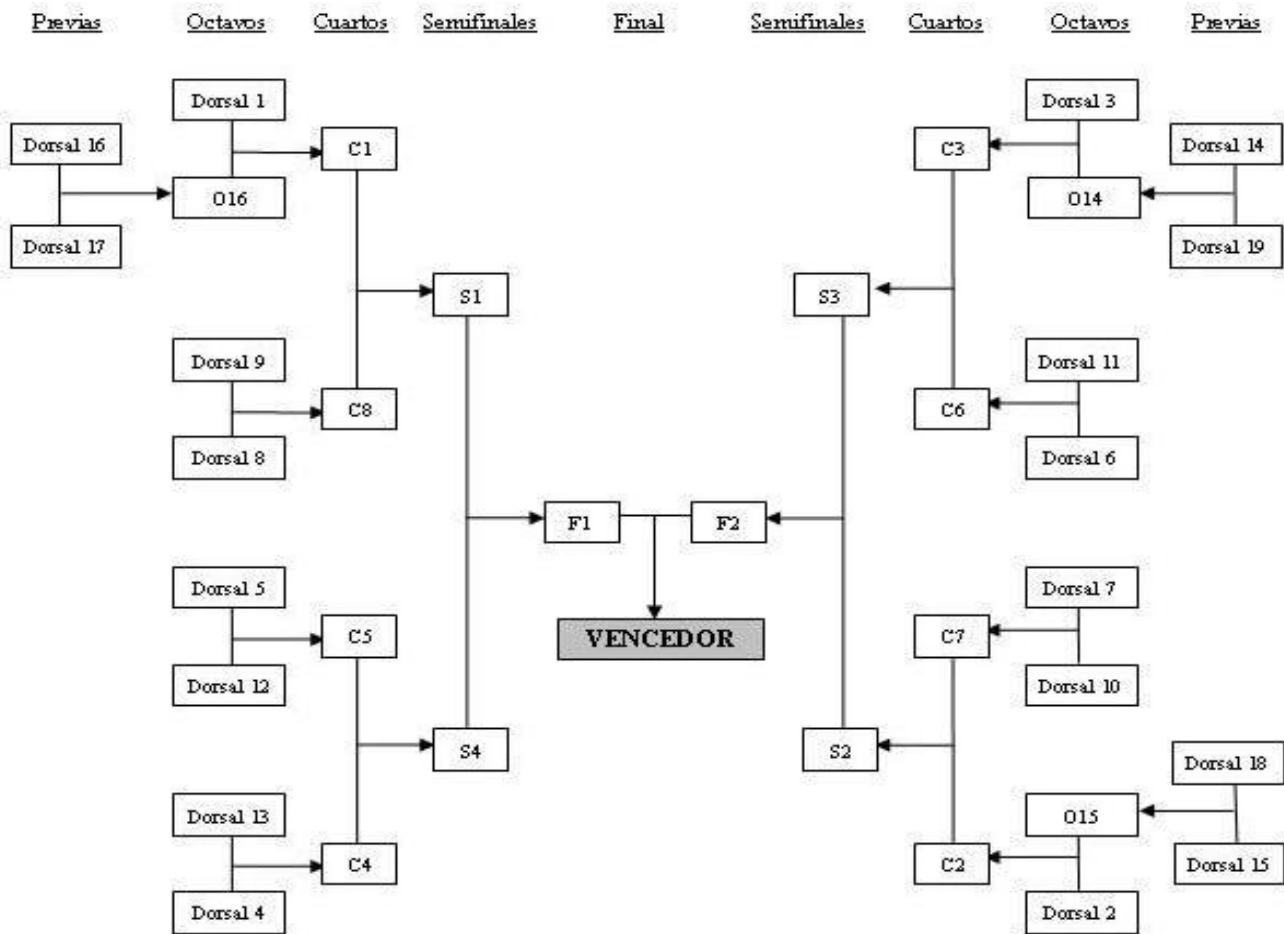 Previas Octavos Cuartos Semifinales Final Semifinales Cuartos Octavos Previas
Dorsal 1 Dorsal 3
Dorsal 16 C1 C3 Dorsal 14
O16 O14
Dorsal 17 Dorsal 19
S1 S3
Dorsal 9 Dorsal 11
C8 C6
Dorsal 8 Dorsal 6
F1 F2
Dorsal 5 Dorsal 7
C5 VENCEDOR C7
Dorsal 12 Dorsal 10
S4 S2
Dorsal 18
Dorsal 13 O15
C4 C2 Dorsal 15
Dorsal 4 Dorsal 2